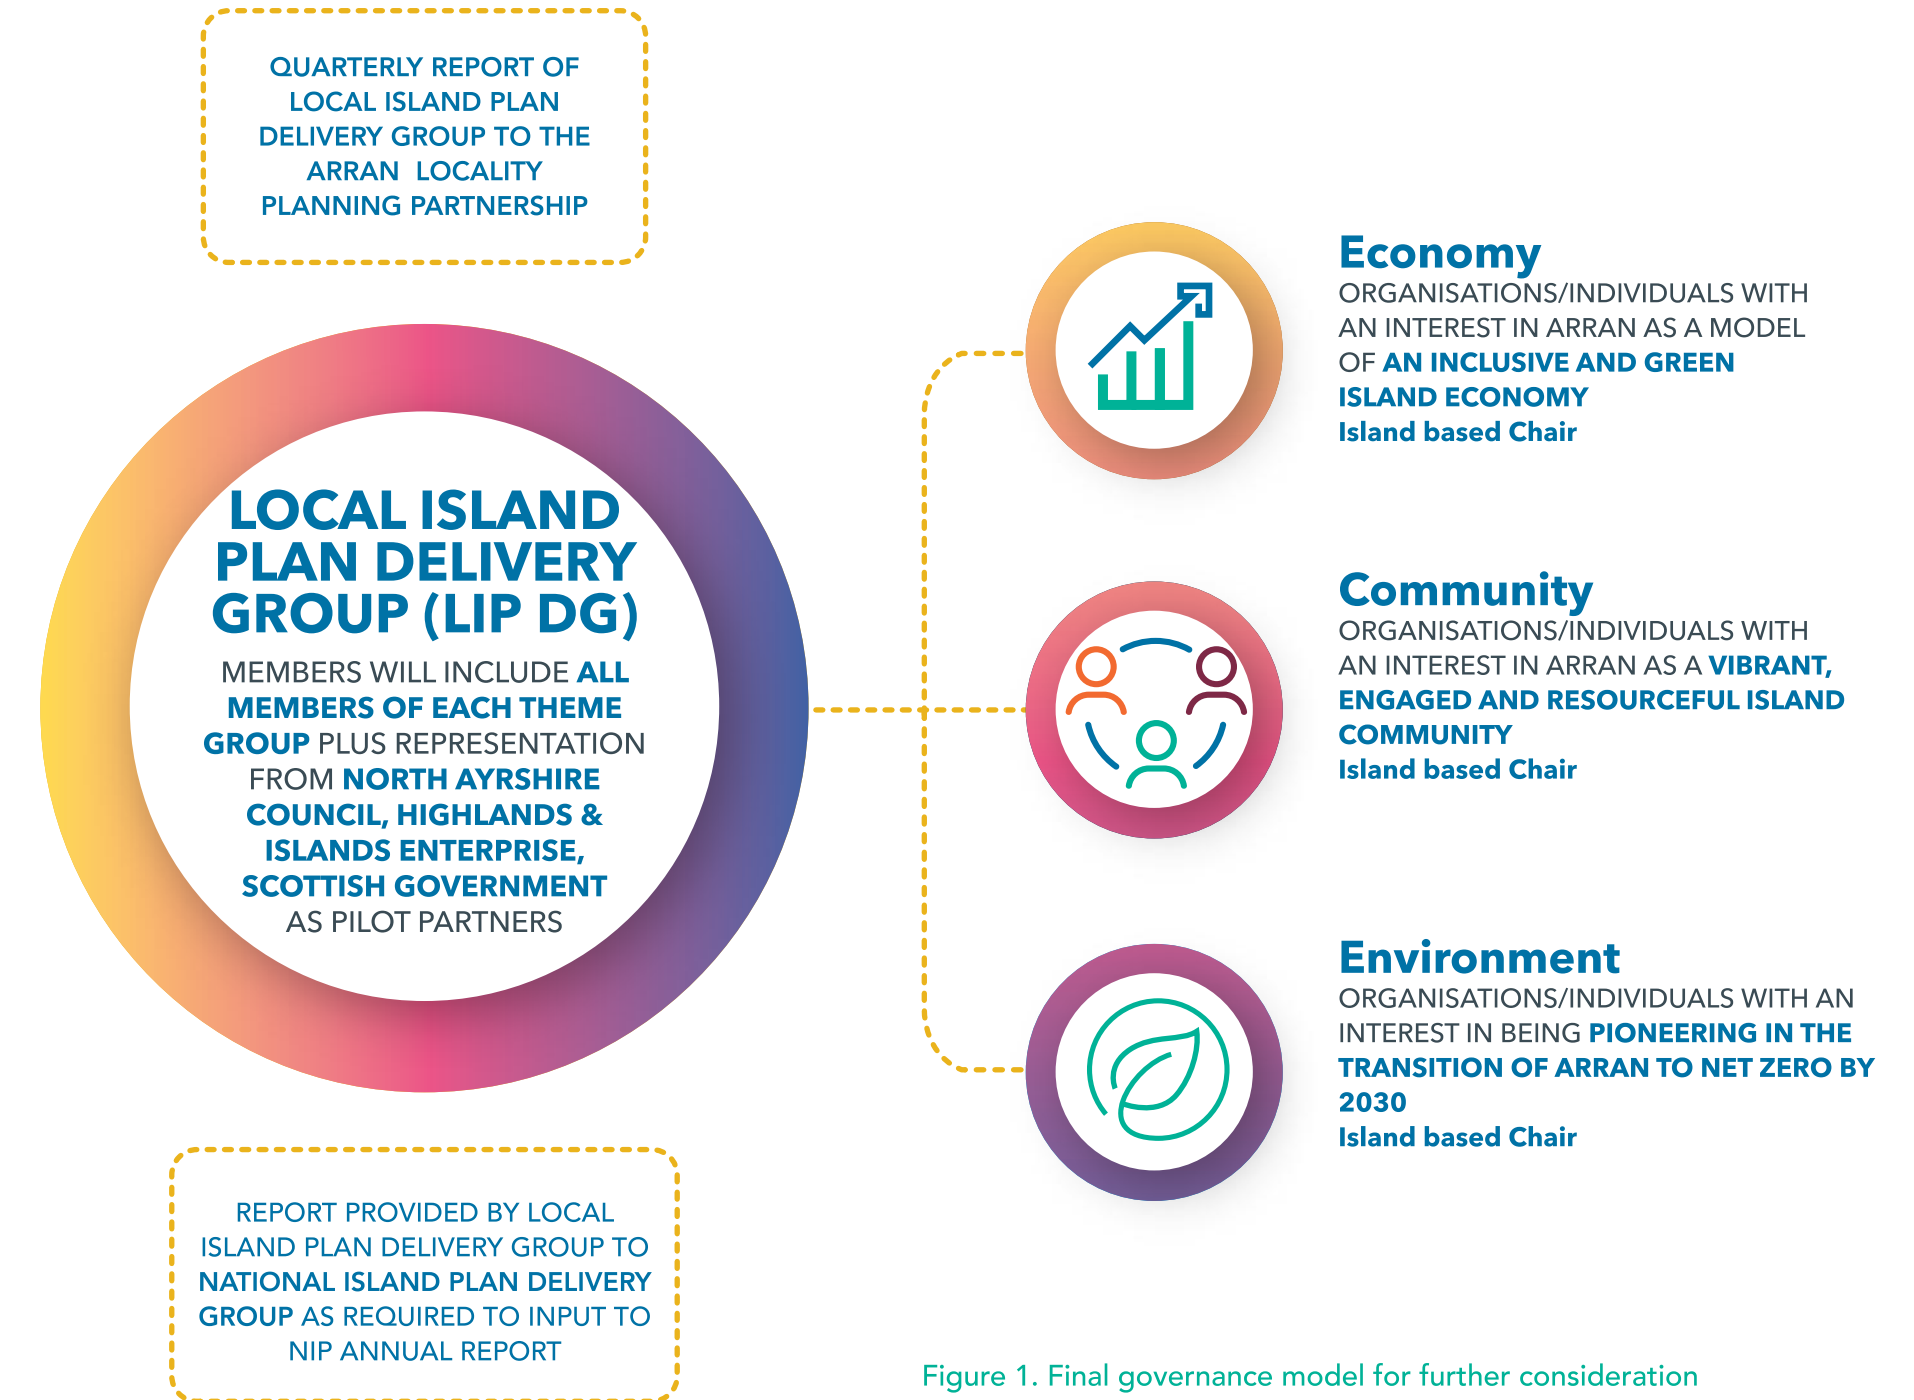 QUARTERLY REPORT OF
LOCAL ISLAND PLAN
DELIVERY GROUP TO THE
ARRAN LOCALITY
PLANNING PARTNERSHIP
LOCAL ISLAND
PLAN DELIVERY
GROUP (LIP DG)
MEMBERS WILL INCLUDE ALL
MEMBERS OF EACH THEME
GROUP PLUS REPRESENTATION
FROM NORTH AYRSHIRE
COUNCIL, HIGHLANDS &
ISLANDS ENTERPRISE,
SCOTTISH GOVERNMENT
AS PILOT PARTNERS
REPORT PROVIDED BY LOCAL
ISLAND PLAN DELIVERY GROUP TO
NATIONAL ISLAND PLAN DELIVERY
GROUP AS REQUIRED TO INPUT TO
NIP ANNUAL REPORT
Economy
ORGANISATIONS/INDIVIDUALS WITH
AN INTEREST IN ARRAN AS A MODEL
OF AN INCLUSIVE AND GREEN
ISLAND ECONOMY
Island based Chair
Community
ORGANISATIONS/INDIVIDUALS WITH
AN INTEREST IN ARRAN AS A VIBRANT,
ENGAGED AND RESOURCEFUL ISLAND
COMMUNITY
Island based Chair
Environment
ORGANISATIONS/INDIVIDUALS WITH AN
INTEREST IN BEING PIONEERING IN THE
TRANSITION OF ARRAN TO NET ZERO BY
2030
Island based Chair
Figure 1. Final governance model for further consideration